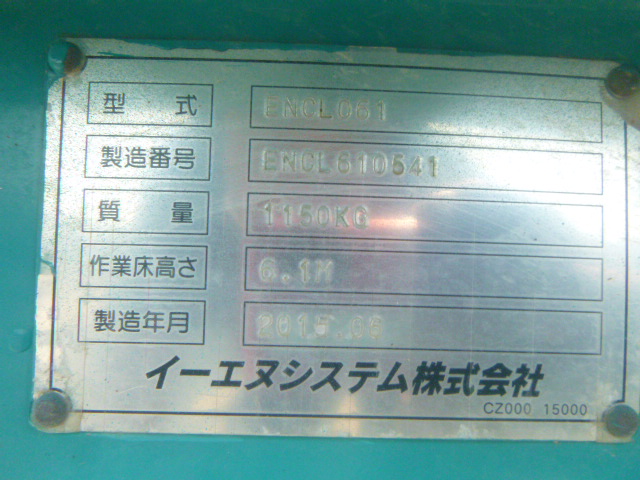 型式 ENCL061
製造番号 ENCL610541
質量 1150KG
作業床高さ 6.1M
製造年月
イーエヌシステム株式会社
CZ000 15000